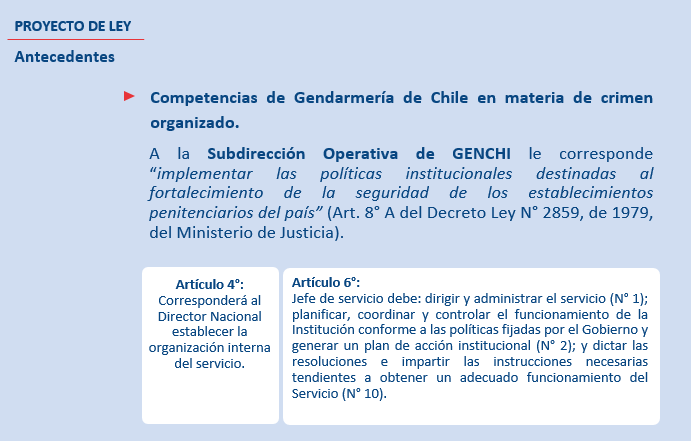 PROYECTO DE LEY
Antecedentes
Competencias de Gendarmería de Chile en materia de crimen
organizado.
A la Subdirección Operativa de GENCHI le corresponde
“implementar las políticas institucionales destinadas al
fortalecimiento de la seguridad de los establecimientos
penitenciarios del país” (Art. 8° A del Decreto Ley N° 2859, de 1979,
del Ministerio de Justicia).
Artículo 4°:
Corresponderá al
Director Nacional
establecer la
organización interna
del servicio.
Artículo 6°:
Jefe de servicio debe: dirigir y administrar el servicio (N° 1);
planificar, coordinar y controlar el funcionamiento de la
Institución conforme a las políticas fijadas por el Gobierno y
generar un plan de acción institucional (N° 2); y dictar las
resoluciones e impartir las instrucciones necesarias
tendientes a obtener un adecuado funcionamiento del
Servicio (N° 10).